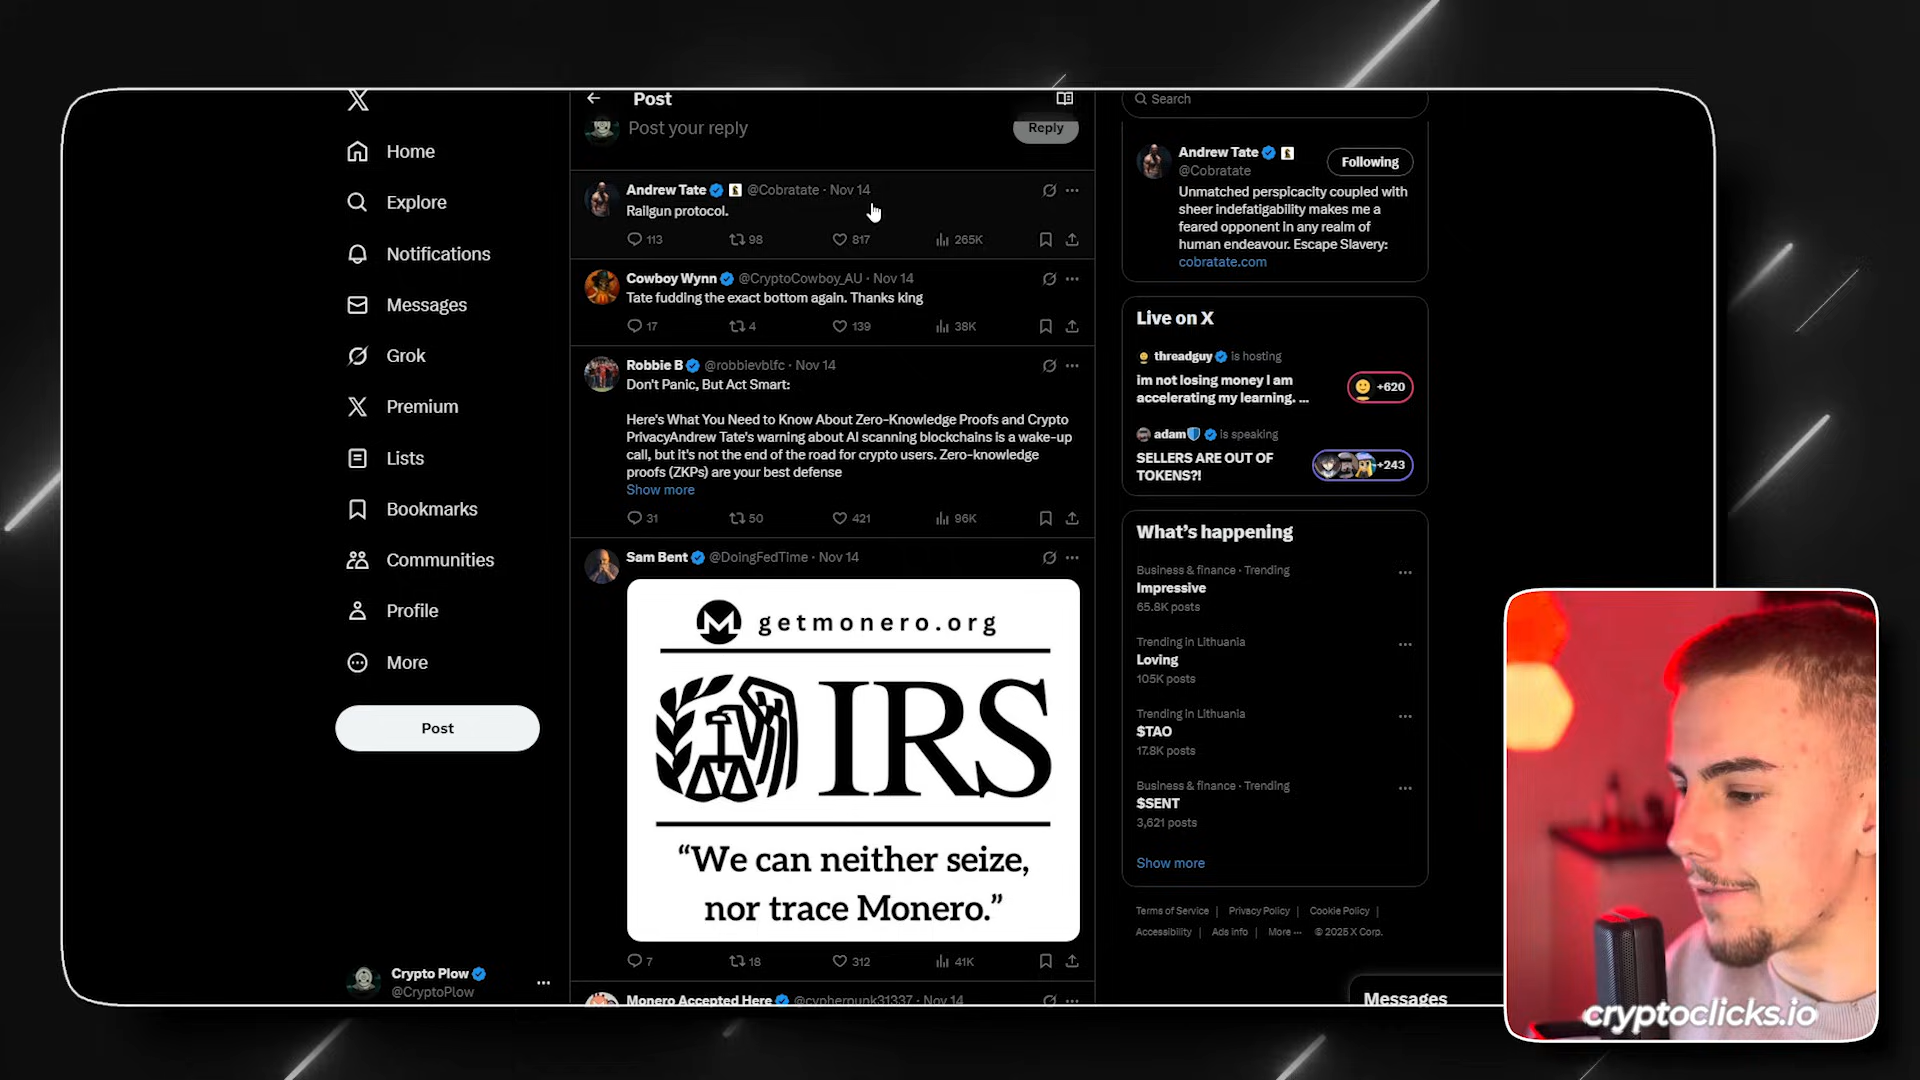 Home
Explore
Notifications
Messages
Grok
Premium
Lists
Bookmarks
Communities
Profile
More
Post
Crypto Plow
@CryptoPlow
Post
Post your reply
Reply
Andrew Tate @Cobratate · Nov 14
Railgun protocol.
113 98 817 265K
Cowboy Wynn @CryptoCowboy_AU · Nov 14
Tate fudding the exact bottom again. Thanks king
17 4 139 38K
Robbie B @robbievblfc · Nov 14
Don't Panic, But Act Smart:
Here's What You Need to Know About Zero-Knowledge Proofs and Crypto
PrivacyAndrew Tate's warning about AI scanning blockchains is a wake-up
call, but it's not the end of the road for crypto users. Zero-knowledge
proofs (ZKPs) are your best defense
Show more
31 50 421 96K
Sam Bent @DoingFedTime · Nov 14
getmonero.org
IRS
“We can neither seize,
nor trace Monero.”
7 18 312 41K
Monero Accepted Here @cypherpunk31337 · Nov 14
Search
Andrew Tate
@Cobratate
Following
Unmatched perspicacity coupled with
sheer indefatigability makes me a
feared opponent in any realm of
human endeavour. Escape Slavery:
cobratate.com
Live on X
threadguy is hosting
im not losing money I am
accelerating my learning. ...
+620
adam is speaking
SELLERS ARE OUT OF
TOKENS?!
+243
What’s happening
Business & finance · Trending
Impressive
65.8K posts
Trending in Lithuania
Loving
105K posts
Trending in Lithuania
$TAO
17.8K posts
Business & finance · Trending
$SENT
3,621 posts
Show more
Terms of Service | Privacy Policy | Cookie Policy |
Accessibility | Ads info | More ··· © 2025 X Corp.
Messages
cryptoclicks.io